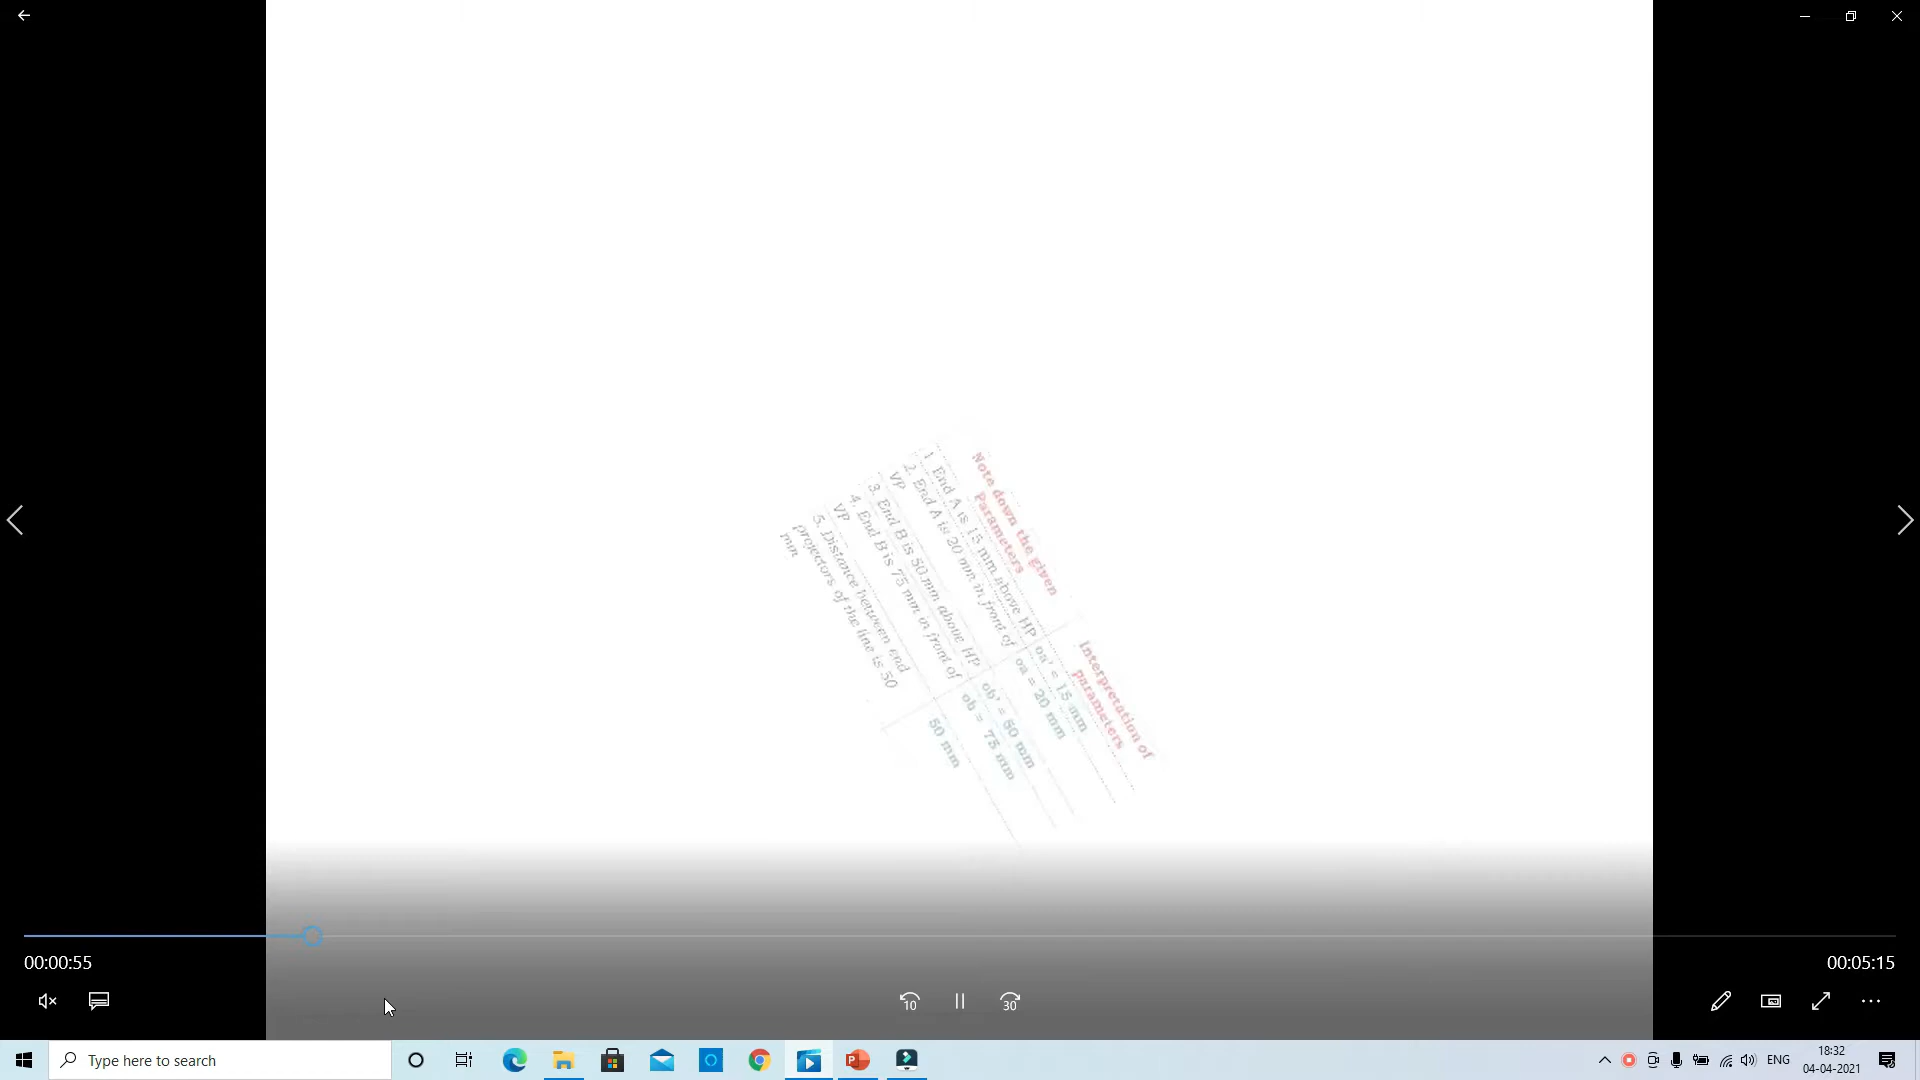 Note down the given
Parameters
Interpretation of
parameters
1. End A is 15 mm above HP
oa' = 15 mm
2. End A is 20 mm in front of
VP
oa = 20 mm
3. End B is 50 mm above HP
ob' = 50 mm
4. End B is 75 mm in front of
VP
ob = 75 mm
5. Distance between end
projectors of the line is 50
mm
50 mm
00:00:55
00:05:15
10
30
Type here to search
ENG
18:32
04-04-2021